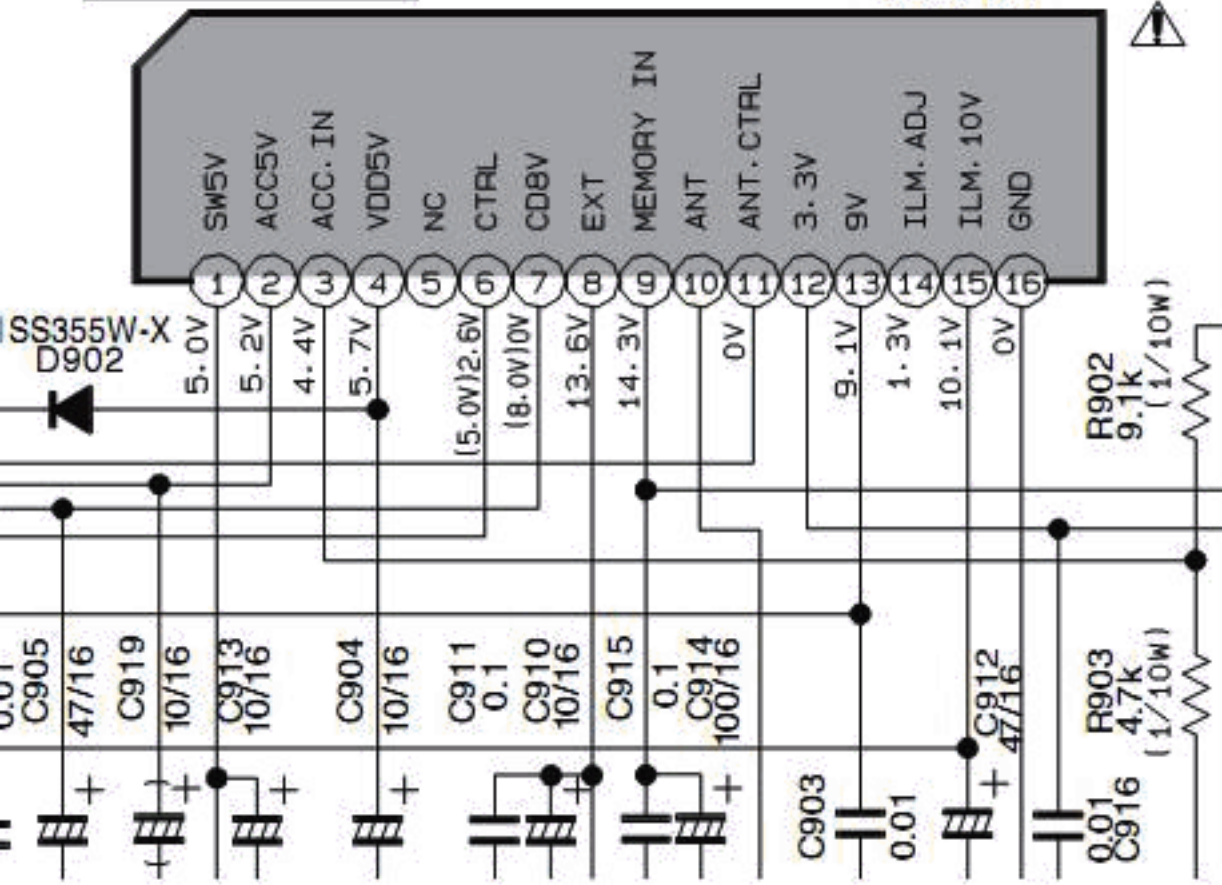 SW5V
ACC5V
ACC. IN
VDD5V
NC
CTRL
CD8V
EXT
MEMORY IN
ANT
ANT. CTRL
3. 3V
9V
ILM. ADJ
ILM. 10V
GND
1 2 3 4 5 6 7 8 9 10 11 12 13 14 15 16
SS355W-X
D902
5. 0V
5. 2V
4. 4V
5. 7V
(5.0V)2.6V
(8.0V)0V
13. 6V
14. 3V
0V
9. 1V
1. 3V
10. 1V
0V
R902
9.1k
(1/10W)
0.01
C905
47/16
C919
10/16
C913
10/16
C904
10/16
C911
0.1
C910
10/16
C915
0.1
C914
100/16
C912
47/16
R903
4.7k
(1/10W)
C903
0.01
0.01
C916